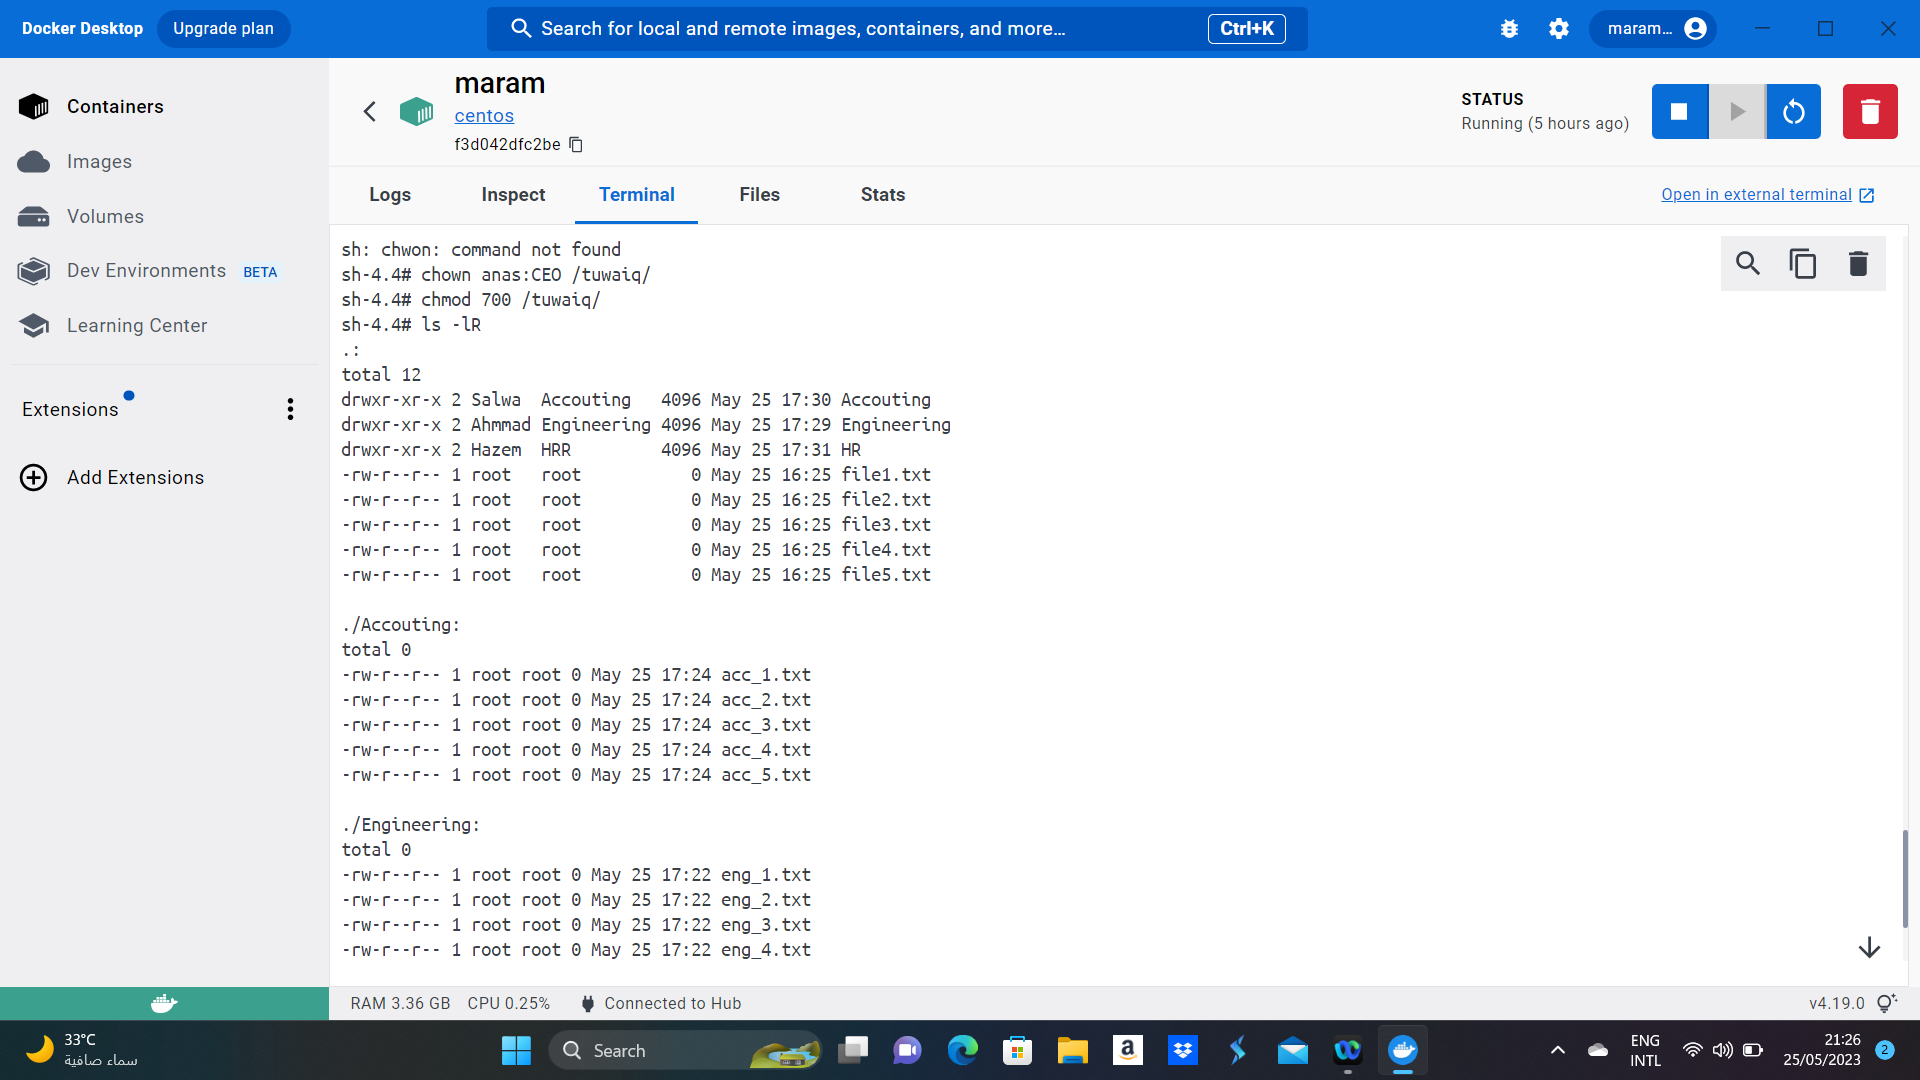 Docker Desktop Upgrade plan Search for local and remote images, containers, and more... Ctrl+K maram...
Containers
Images
Volumes
Dev Environments BETA
Learning Center
Extensions
Add Extensions
maram
centos
f3d042dfc2be
STATUS
Running (5 hours ago)
Logs Inspect Terminal Files Stats Open in external terminal
sh: chwon: command not found
sh-4.4# chown anas:CEO /tuwaiq/
sh-4.4# chmod 700 /tuwaiq/
sh-4.4# ls -lR
.:
total 12
drwxr-xr-x 2 Salwa  Accouting   4096 May 25 17:30 Accouting
drwxr-xr-x 2 Ahmmad Engineering 4096 May 25 17:29 Engineering
drwxr-xr-x 2 Hazem  HRR         4096 May 25 17:31 HR
-rw-r--r-- 1 root   root           0 May 25 16:25 file1.txt
-rw-r--r-- 1 root   root           0 May 25 16:25 file2.txt
-rw-r--r-- 1 root   root           0 May 25 16:25 file3.txt
-rw-r--r-- 1 root   root           0 May 25 16:25 file4.txt
-rw-r--r-- 1 root   root           0 May 25 16:25 file5.txt
./Accouting:
total 0
-rw-r--r-- 1 root root 0 May 25 17:24 acc_1.txt
-rw-r--r-- 1 root root 0 May 25 17:24 acc_2.txt
-rw-r--r-- 1 root root 0 May 25 17:24 acc_3.txt
-rw-r--r-- 1 root root 0 May 25 17:24 acc_4.txt
-rw-r--r-- 1 root root 0 May 25 17:24 acc_5.txt
./Engineering:
total 0
-rw-r--r-- 1 root root 0 May 25 17:22 eng_1.txt
-rw-r--r-- 1 root root 0 May 25 17:22 eng_2.txt
-rw-r--r-- 1 root root 0 May 25 17:22 eng_3.txt
-rw-r--r-- 1 root root 0 May 25 17:22 eng_4.txt
RAM 3.36 GB CPU 0.25% Connected to Hub v4.19.0
33°C
سماء صافية
Search
a
ENG
INTL
21:26
25/05/2023
2